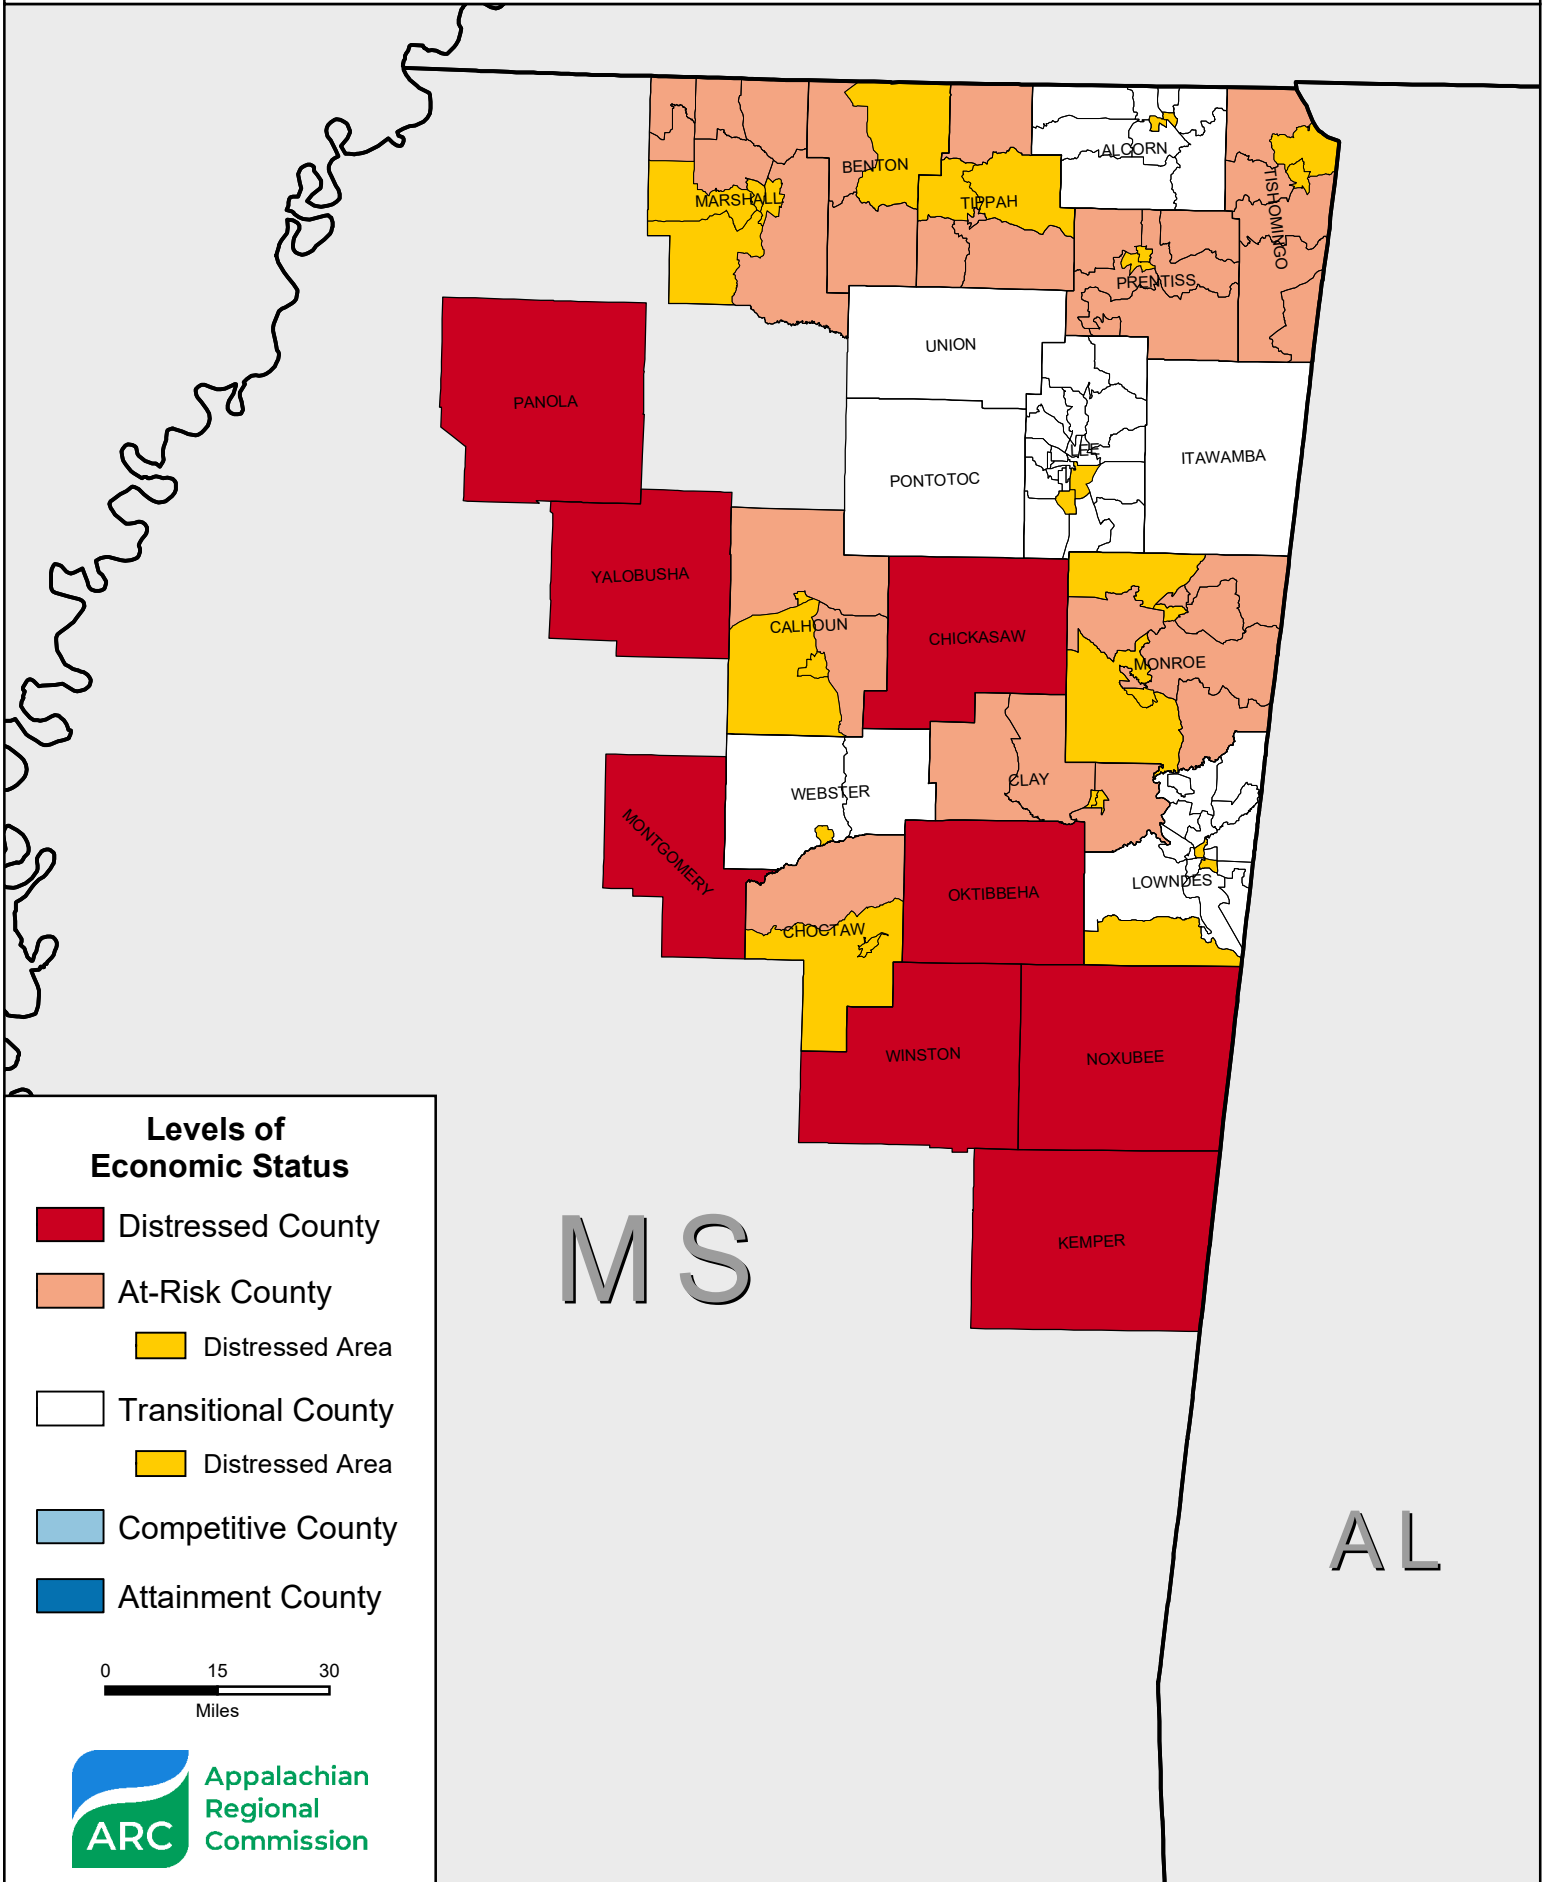 BENTON
ALCORN
MARSHALL
TIPPAH
TISHOMINGO
PRENTISS
UNION
PANOLA
LEE
ITAWAMBA
PONTOTOC
YALOBUSHA
CALHOUN
CHICKASAW
MONROE
CLAY
WEBSTER
MONTGOMERY
LOWNDES
OKTIBBEHA
CHOCTAW
WINSTON
NOXUBEE
KEMPER
MS
AL
Levels of
Economic Status
Distressed County
At-Risk County
Distressed Area
Transitional County
Distressed Area
Competitive County
Attainment County
0 15 30
Miles
ARC
Appalachian
Regional
Commission